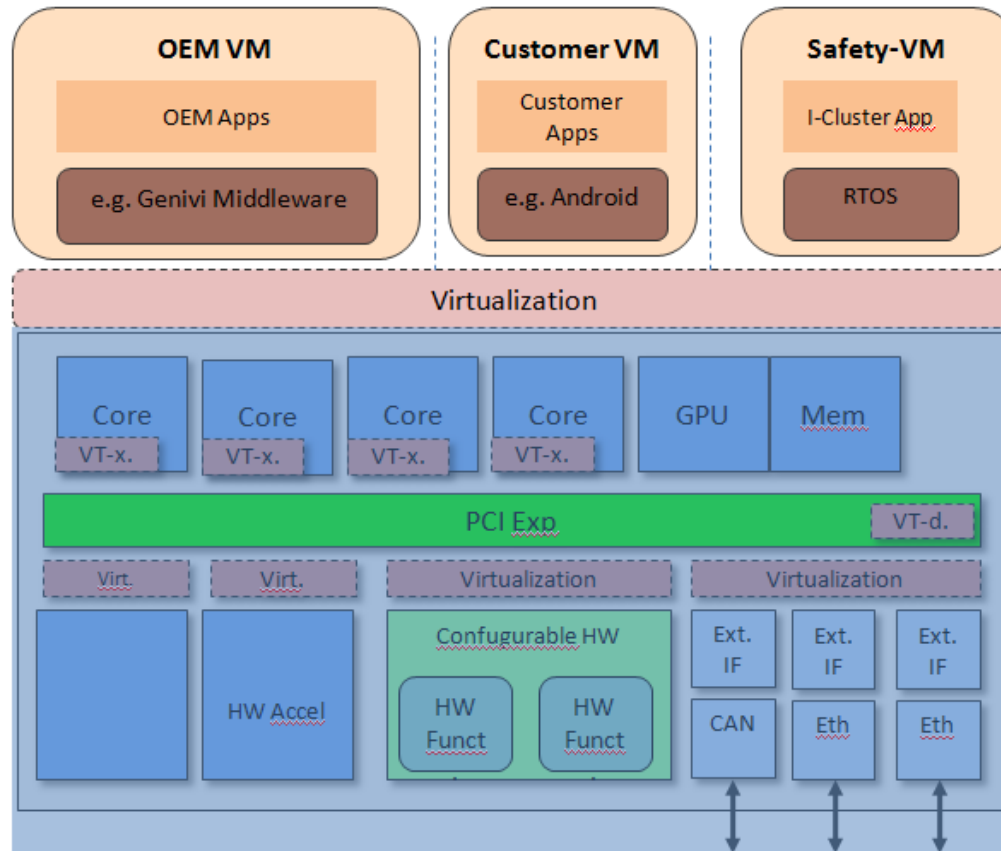 OEM VM
Customer VM
Safety-VM
OEM Apps
Customer
Apps
I-Cluster App
e.g. Genivi Middleware
e.g. Android
RTOS
Virtualization
Core
Core
Core
Core
GPU
Mem
VT-x.
VT-x.
VT-x.
VT-x.
PCI Exp
VT-d.
Virt.
Virt.
Virtualization
Virtualization
Confugurable HW
Ext.
IF
Ext.
IF
Ext.
IF
HW Accel
HW
Funct
HW
Funct
CAN
Eth
Eth